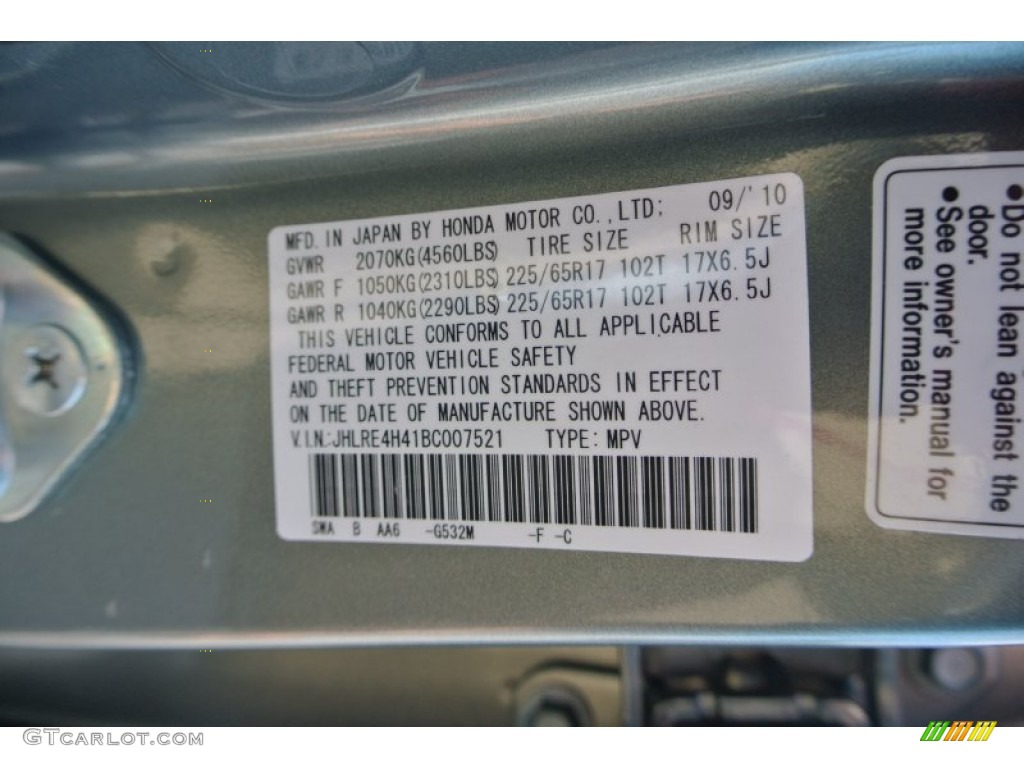 MFD. IN JAPAN BY HONDA MOTOR CO.,LTD; 09/'10
GVWR 2070KG(4560LBS) TIRE SIZE RIM SIZE
GAWR F 1050KG(2310LBS) 225/65R17 102T 17X6.5J
GAWR R 1040KG(2290LBS) 225/65R17 102T 17X6.5J
THIS VEHICLE CONFORMS TO ALL APPLICABLE
FEDERAL MOTOR VEHICLE SAFETY
AND THEFT PREVENTION STANDARDS IN EFFECT
ON THE DATE OF MANUFACTURE SHOWN ABOVE.
V.I.N.:JHLRE4H41BC007521 TYPE: MPV
SWA B AA6 -G532M -F -C
•Do not lean against the
door.
•See owner's manual for
more information.
GTCarlot.com